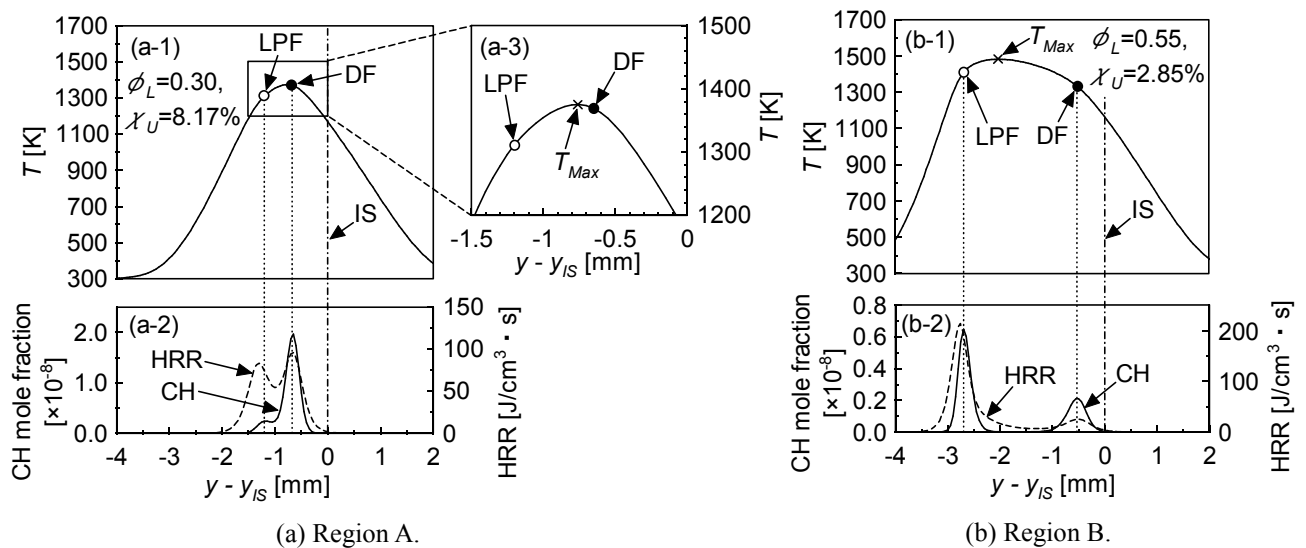 1700
1500
1300
1100
900
700
500
300
T [K]
(a-1)
LPF
DF
ϕL=0.30,
χU=8.17%
IS
(a-3)
LPF
DF
TMax
1500
1400
1300
1200
T [K]
-1.5 -1 -0.5 0
y - yIS [mm]
CH mole fraction
[×10-8]
2.0
1.0
0.0
(a-2)
HRR
CH
150
100
50
0
HRR [J/cm3・s]
-4 -3 -2 -1 0 1 2
y - yIS [mm]
(a) Region A.
1700
1500
1300
1100
900
700
500
300
T [K]
(b-1)
TMax
ϕL=0.55,
χU=2.85%
LPF
DF
IS
CH mole fraction
[×10-8]
0.8
0.6
0.4
0.2
0.0
(b-2)
HRR
CH
200
100
0
HRR [J/cm3・s]
-4 -3 -2 -1 0 1 2
y - yIS [mm]
(b) Region B.